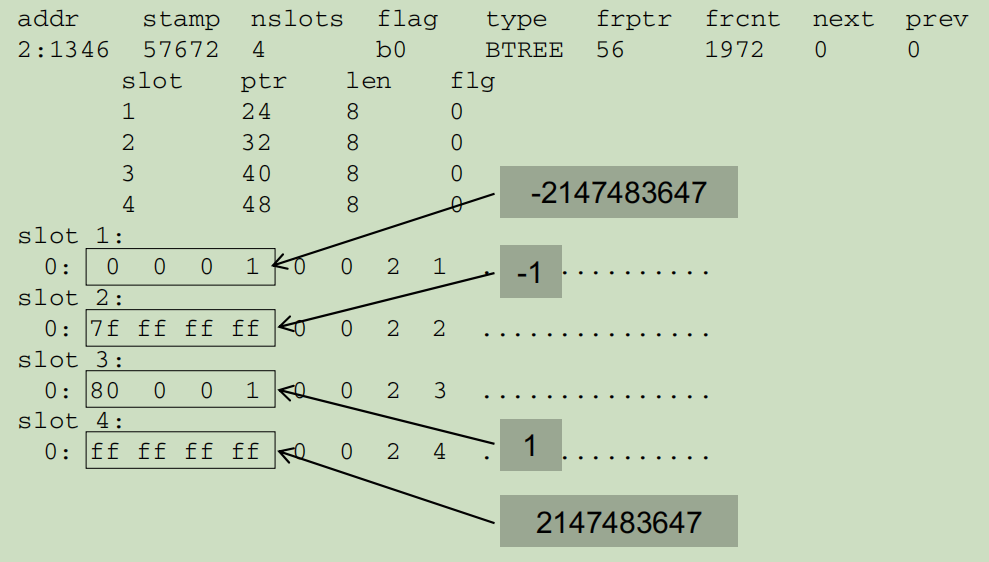 addr stamp nslots flag type frptr frcnt next prev
2:1346 57672 4 b0 BTREE 56 1972 0 0
slot ptr len flg
1 24 8 0
2 32 8 0
3 40 8 0
4 48 8 0
-2147483647
slot 1:
0: 0 0 0 1 0 0 2 1 . ..........
-1
slot 2:
0: 7f ff ff ff 0 0 2 2 ...............
slot 3:
0: 80 0 0 1 0 0 2 3 ...............
1
slot 4:
0: ff ff ff ff 0 0 2 4 . ..........
2147483647